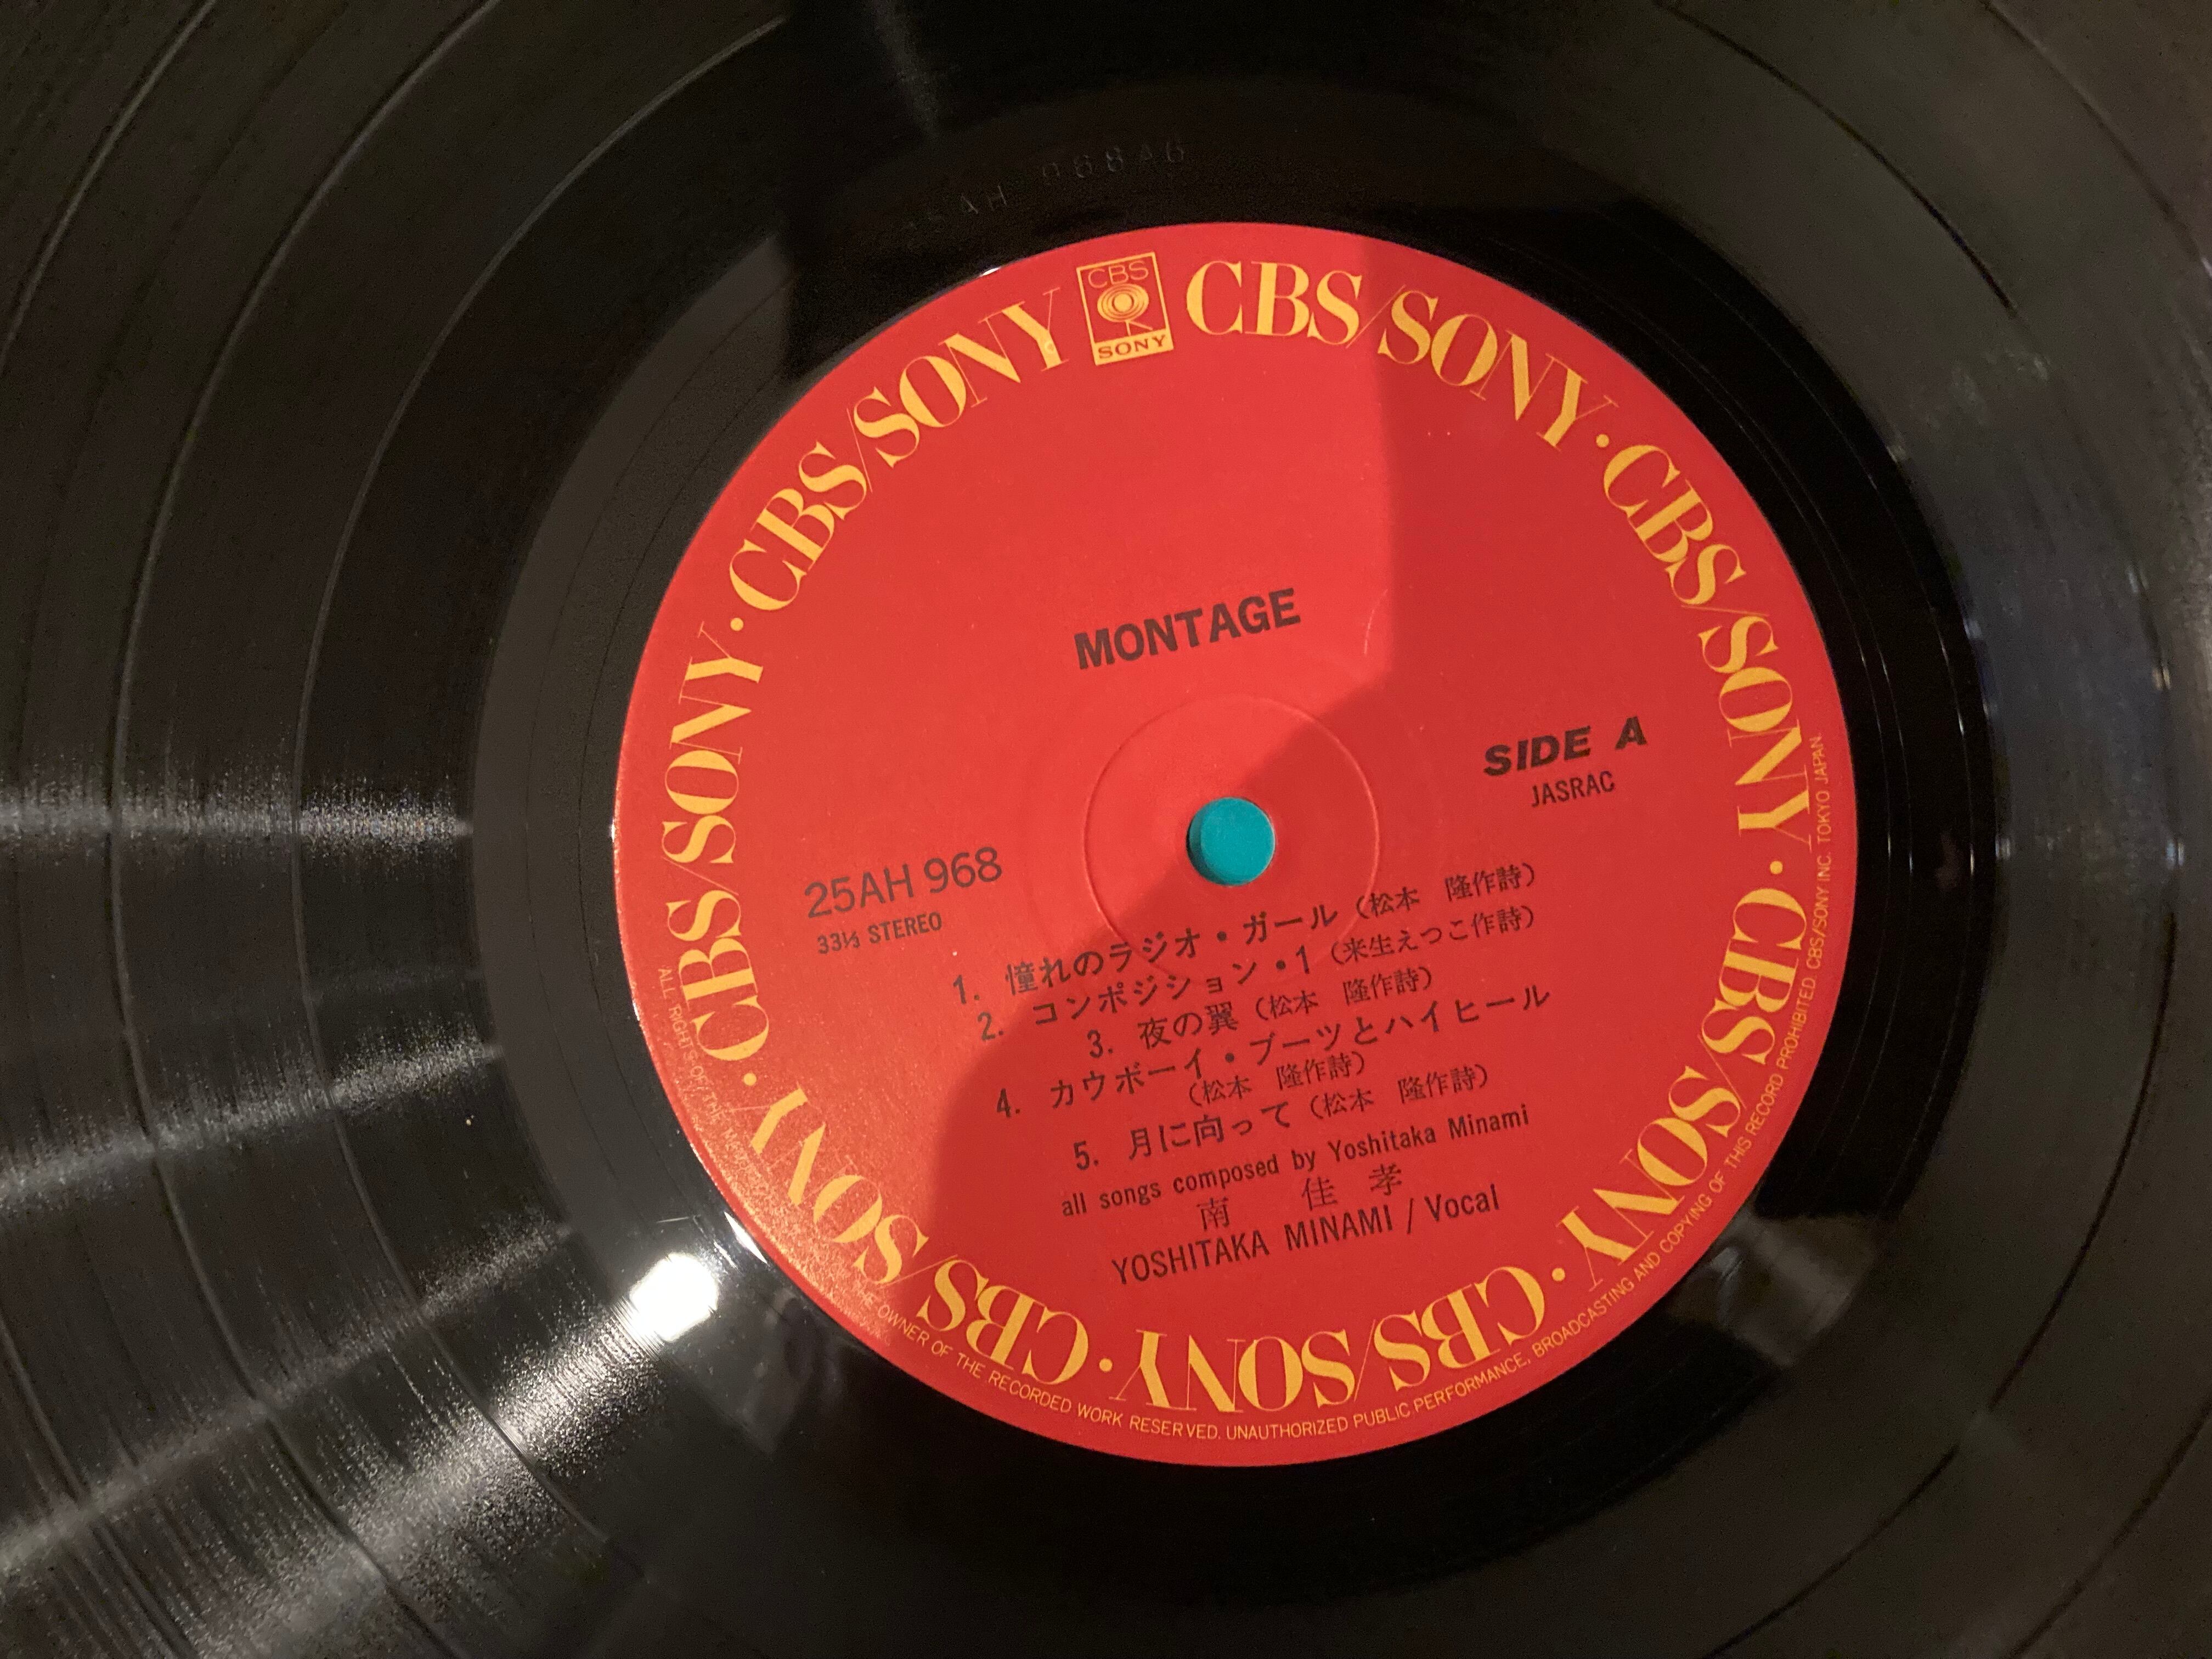 CBS
SONY
CBS/SONY · CBS/SONY · CBS/SONY · CBS/SONY · CBS/SONY · CBS/SONY · CBS/SONY
MONTAGE
SIDE A
JASRAC
25AH 968
33⅓ STEREO
1. 憧れのラジオ・ガール（松本 隆作詩）
2. コンポジション・1（来生えつこ作詩）
3. 夜の翼（松本 隆作詩）
4. カウボーイ・ブーツとハイヒール
（松本 隆作詩）
5. 月に向って（松本 隆作詩）
all songs composed by Yoshitaka Minami
南 佳 孝
YOSHITAKA MINAMI / Vocal
ALL RIGHTS OF THE OWNER OF THE RECORDED WORK RESERVED. UNAUTHORIZED PUBLIC PERFORMANCE, BROADCASTING AND COPYING OF THIS RECORD PROHIBITED CBS/SONY INC. TOKYO JAPAN